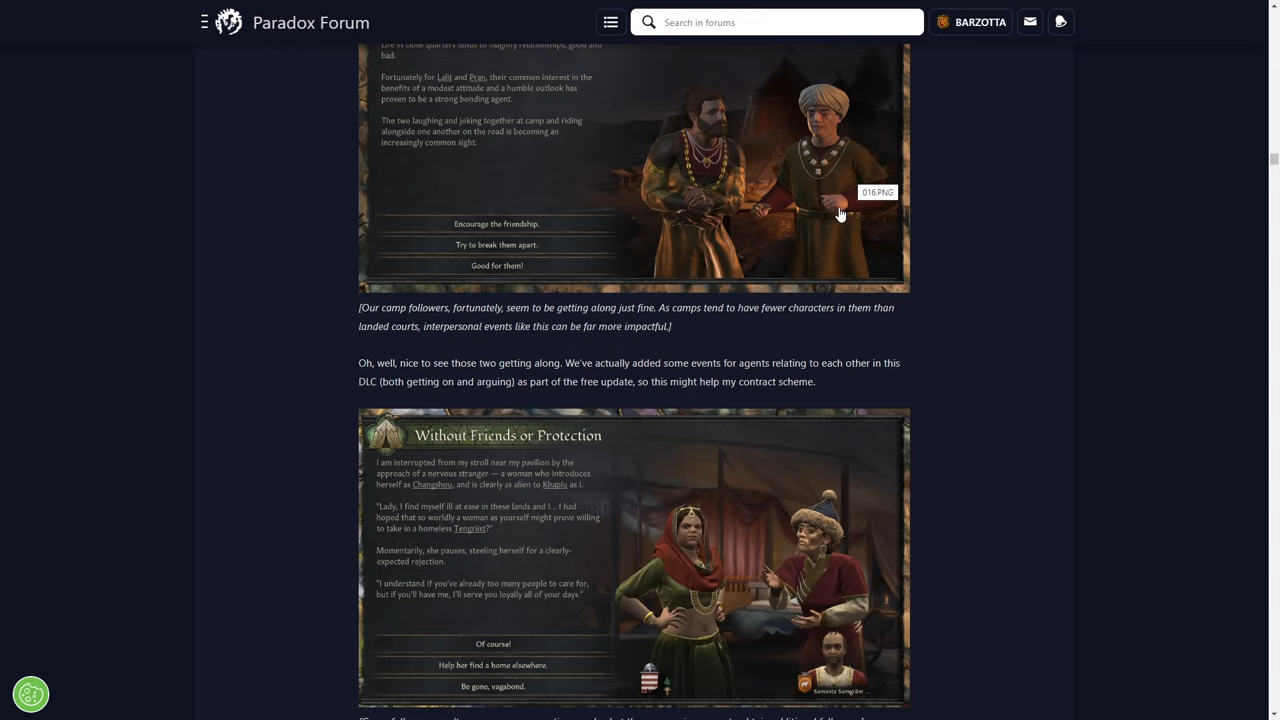 Paradox Forum
Search in forums
BARZOTTA
Life in close quarters tends to magnify relationships, good and
bad.
Fortunately for Lalit and Pran, their common interest in the
benefits of a modest attitude and a humble outlook has
proven to be a strong bonding agent.
The two laughing and joking together at camp and riding
alongside one another on the road is becoming an
increasingly common sight.
016.PNG
Encourage the friendship.
Try to break them apart.
Good for them!
[Our camp followers, fortunately, seem to be getting along just fine. As camps tend to have fewer characters in them than
landed courts, interpersonal events like this can be far more impactful.]
Oh, well, nice to see those two getting along. We've actually added some events for agents relating to each other in this
DLC (both getting on and arguing) as part of the free update, so this might help my contract scheme.
Without Friends or Protection
I am interrupted from my stroll near my pavilion by the
approach of a nervous stranger — a woman who introduces
herself as Changshou, and is clearly as alien to Khaplu as I.
"Lady, I find myself ill at ease in these lands and I... I had
hoped that so worldly a woman as yourself might prove willing
to take in a homeless Tengriist?"
Momentarily, she pauses, steeling herself for a clearly-
expected rejection.
"I understand if you've already too many people to care for,
but if you'll have me, I'll serve you loyally all of your days."
Of course!
Help her find a home elsewhere.
Be gone, vagabond.
Samanta Samgrām ...